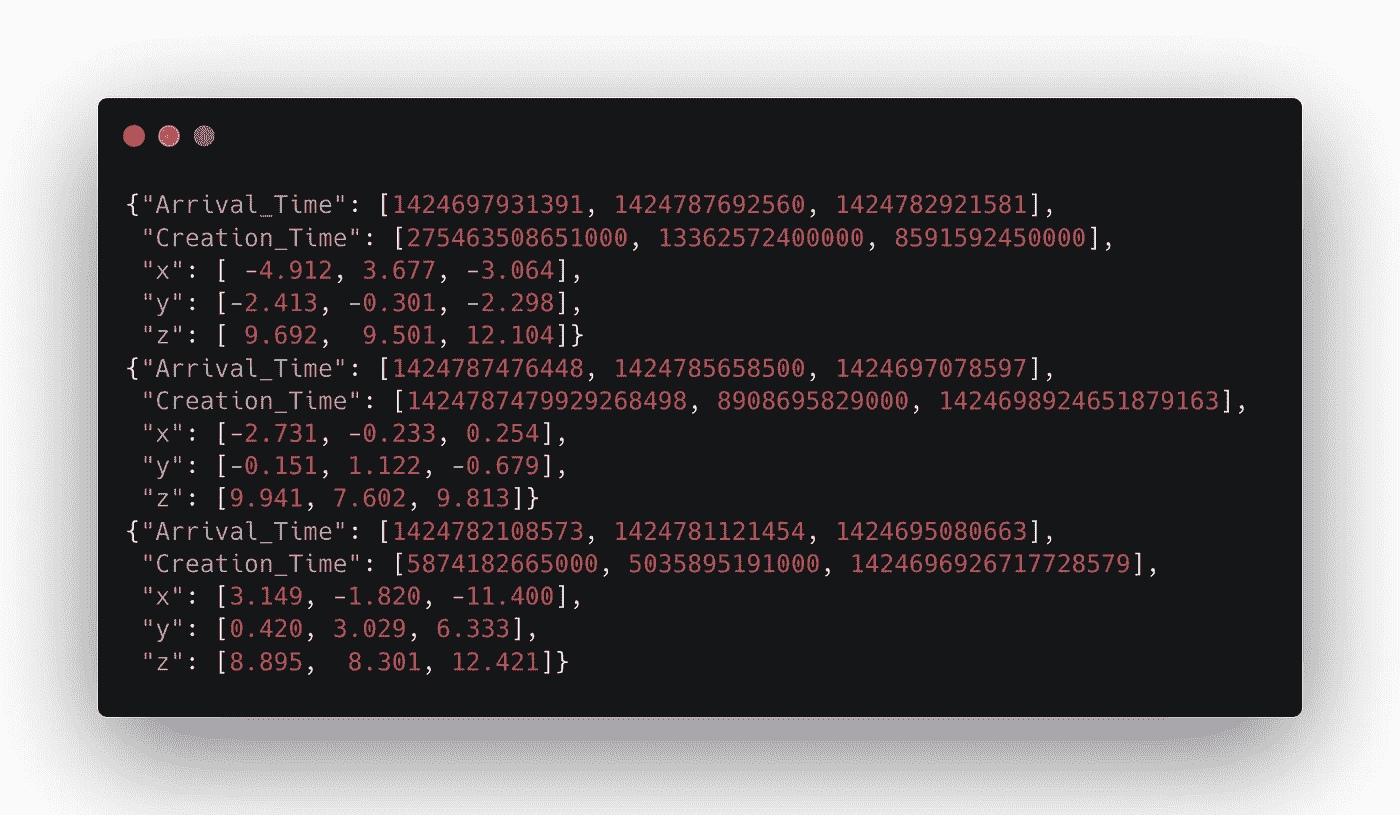 {"Arrival_Time": [1424697931391, 1424787692560, 1424782921581],
"Creation_Time": [275463508651000, 13362572400000, 8591592450000],
"x": [ -4.912, 3.677, -3.064],
"y": [-2.413, -0.301, -2.298],
"z": [ 9.692,  9.501, 12.104]}
{"Arrival_Time": [1424787476448, 1424785658500, 1424697078597],
"Creation_Time": [1424787479929268498, 8908695829000, 1424698924651879163],
"x": [-2.731, -0.233, 0.254],
"y": [-0.151, 1.122, -0.679],
"z": [9.941, 7.602, 9.813]}
{"Arrival_Time": [1424782108573, 1424781121454, 1424695080663],
"Creation_Time": [5874182665000, 5035895191000, 1424696926717728579],
"x": [3.149, -1.820, -11.400],
"y": [0.420, 3.029, 6.333],
"z": [8.895,  8.301, 12.421]}